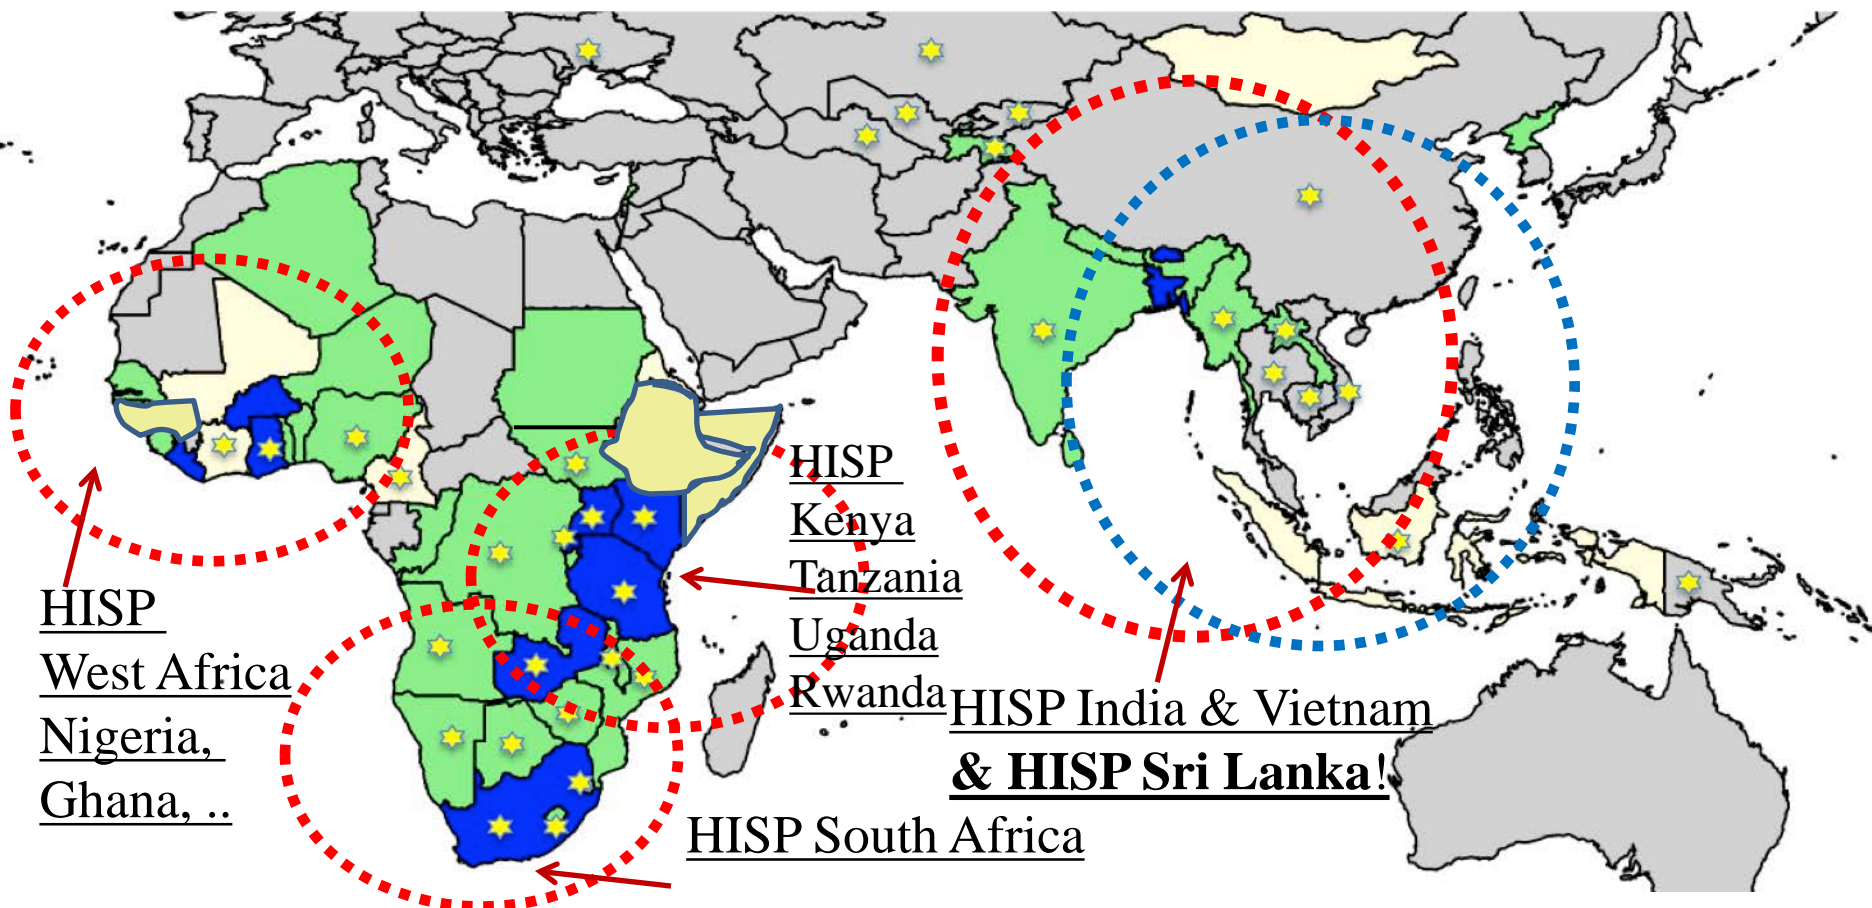 HISP
West Africa
Nigeria,
Ghana, ..
HISP
Kenya
Tanzania
Uganda
Rwanda
HISP India & Vietnam
& HISP Sri Lanka!
HISP South Africa